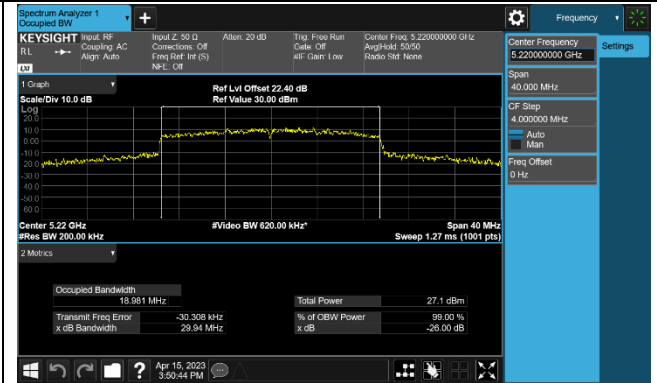 Spectrum Analyzer 1
Occupied BW
+
Frequency
KEYSIGHT
RL
LXI
Input: RF
Coupling: AC
Align: Auto
Input Z: 50 Ω
Corrections: Off
Freq Ref: Int (S)
NFE: Off
Atten: 20 dB
Trig: Free Run
Gate: Off
#IF Gain: Low
Center Freq: 5.220000000 GHz
Avg|Hold: 50/50
Radio Std: None
Center Frequency
5.220000000 GHz
Settings
Span
40.000 MHz
CF Step
4.000000 MHz
Auto
Man
Freq Offset
0 Hz
1 Graph
Scale/Div 10.0 dB
Ref Lvl Offset 22.40 dB
Ref Value 30.00 dBm
Log
20.0
10.0
0.00
-10.0
-20.0
-30.0
-40.0
-50.0
-60.0
Center 5.22 GHz
#Video BW 620.00 kHz*
Span 40 MHz
#Res BW 200.00 kHz
Sweep 1.27 ms (1001 pts)
2 Metrics
Occupied Bandwidth
18.981 MHz
Total Power 27.1 dBm
Transmit Freq Error -30.308 kHz
% of OBW Power 99.00 %
x dB Bandwidth 29.94 MHz
x dB -26.00 dB
?
Apr 15, 2023
3:50:44 PM